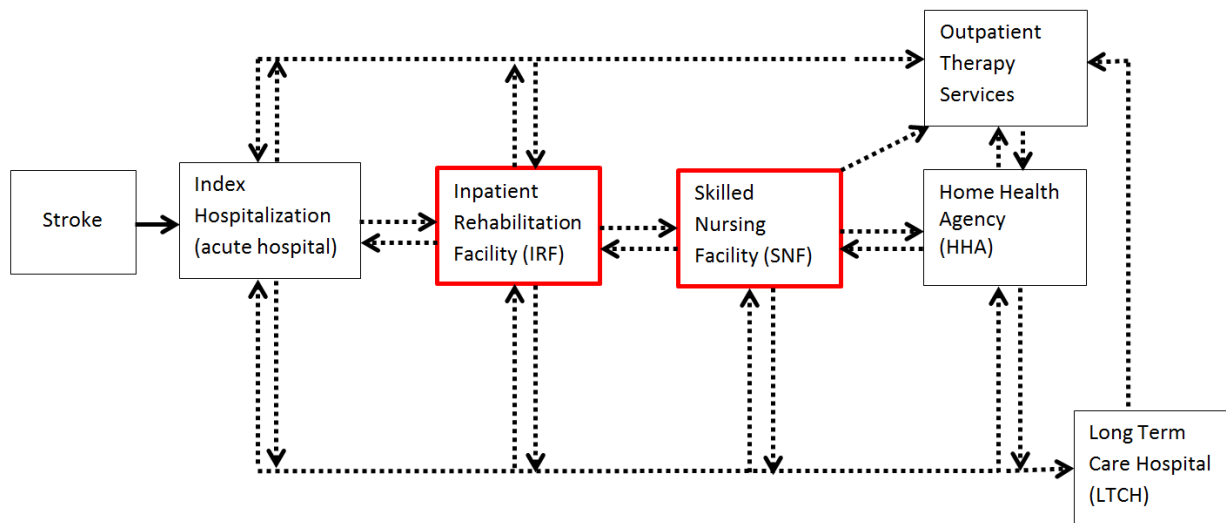 Outpatient
Therapy
Services
Stroke
Index
Hospitalization
(acute hospital)
Inpatient
Rehabilitation
Facility (IRF)
Skilled
Nursing
Facility (SNF)
Home Health
Agency
(HHA)
Long Term
Care Hospital
(LTCH)